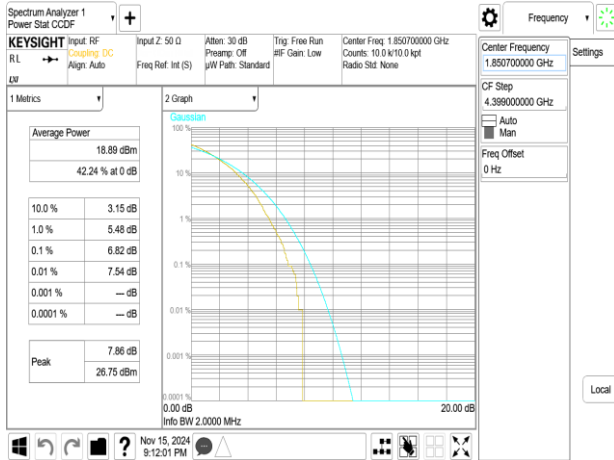 Spectrum Analyzer 1
Power Stat CCDF
Frequency
KEYSIGHT
RL
LXI
Input: RF
Coupling: DC
Align: Auto
Input Z: 50 Ω
Freq Ref: Int (S)
Atten: 30 dB
Preamp: Off
µW Path: Standard
Trig: Free Run
#IF Gain: Low
Center Freq: 1.850700000 GHz
Counts: 10.0 k/10.0 kpt
Radio Std: None
Center Frequency
1.850700000 GHz
Settings
CF Step
4.399000000 GHz
Auto
Man
Freq Offset
0 Hz
Local
1 Metrics
Average Power
18.89 dBm
42.24 % at 0 dB
10.0 % 3.15 dB
1.0 % 5.48 dB
0.1 % 6.82 dB
0.01 % 7.54 dB
0.001 % --- dB
0.0001 % --- dB
Peak 7.86 dB
26.75 dBm
2 Graph
Gaussian
100 %
10 %
1 %
0.1 %
0.01 %
0.001 %
0.0001 %
0.00 dB 20.00 dB
Info BW 2.0000 MHz
?
Nov 15, 2024
9:12:01 PM